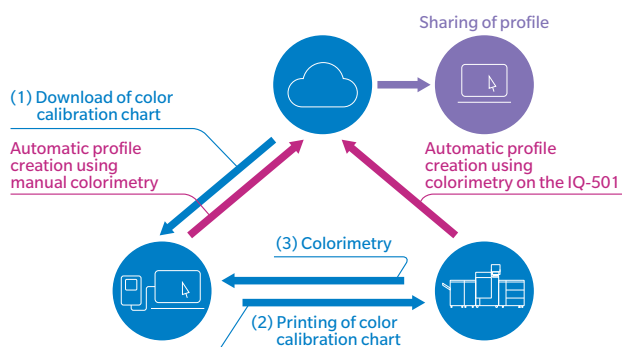 Sharing of profile
(1) Download of color
calibration chart
Automatic profile
creation using
manual colorimetry
Automatic profile
creation using
colorimetry on the IQ-501
(3) Colorimetry
(2) Printing of color
calibration chart